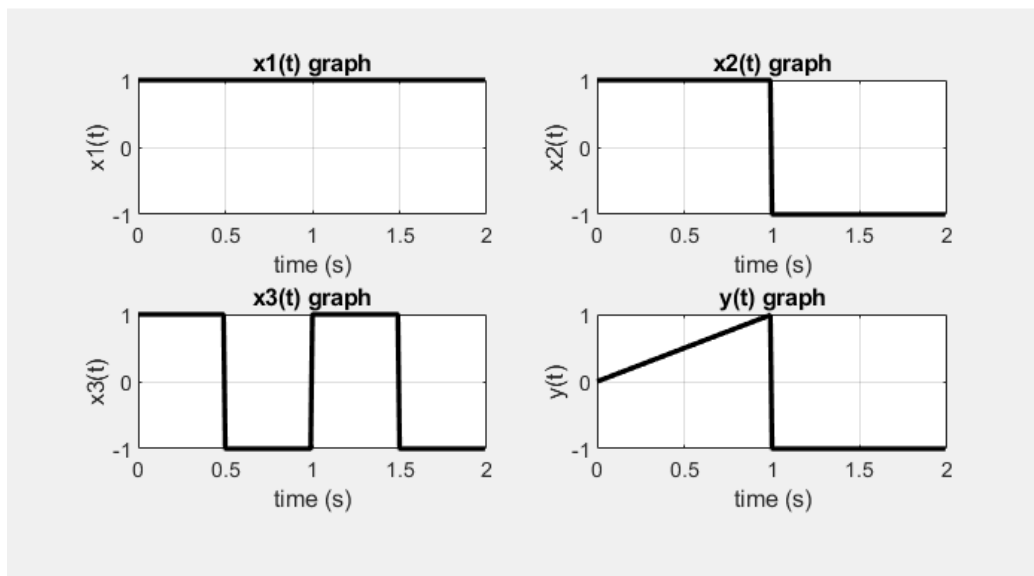 x1(t) graph
x1(t)
1
0
-1
0 0.5 1 1.5 2
time (s)
x2(t) graph
x2(t)
1
0
-1
0 0.5 1 1.5 2
time (s)
x3(t) graph
x3(t)
1
0
-1
0 0.5 1 1.5 2
time (s)
y(t) graph
y(t)
1
0
-1
0 0.5 1 1.5 2
time (s)